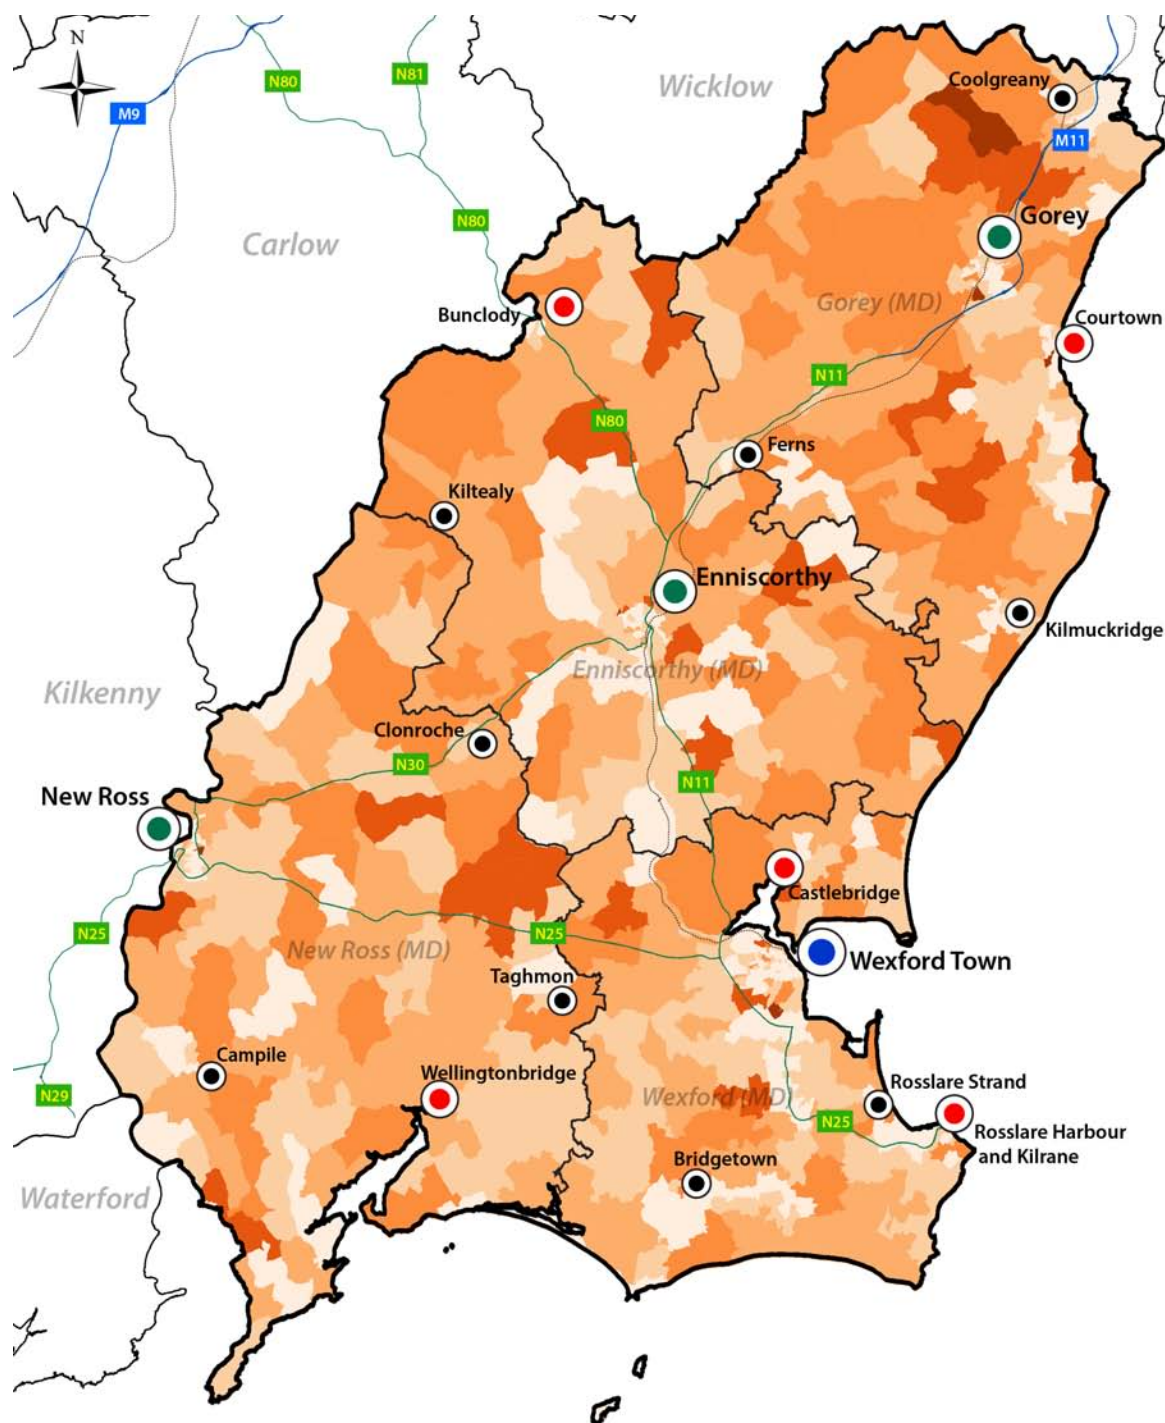 N
Wicklow
Coolgreany
N80
N81
M9
M11
N80
Gorey
Carlow
Gorey (MD)
Bunclody
Courtown
N11
N80
Ferns
Kiltealy
Enniscorthy
Kilmuckridge
Enniscorthy (MD)
Kilkenny
Clonroche
N30
N11
New Ross
Castlebridge
N25
N25
New Ross (MD)
Wexford Town
Taghmon
Campile
Wellingtonbridge
Rosslare Strand
N29
Wexford (MD)
N25
Rosslare Harbour
and Kilrane
Bridgetown
Waterford